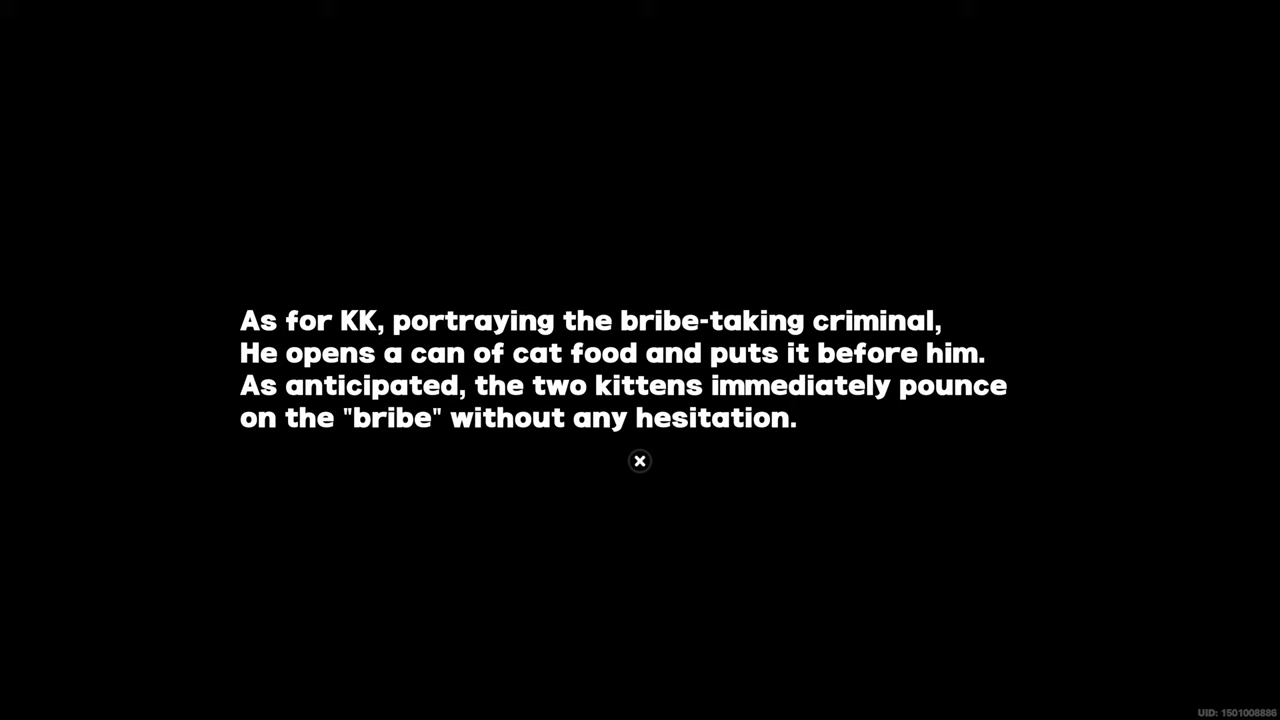 As for KK, portraying the bribe-taking criminal,
He opens a can of cat food and puts it before him.
As anticipated, the two kittens immediately pounce
on the "bribe" without any hesitation.
UID: 1501008886